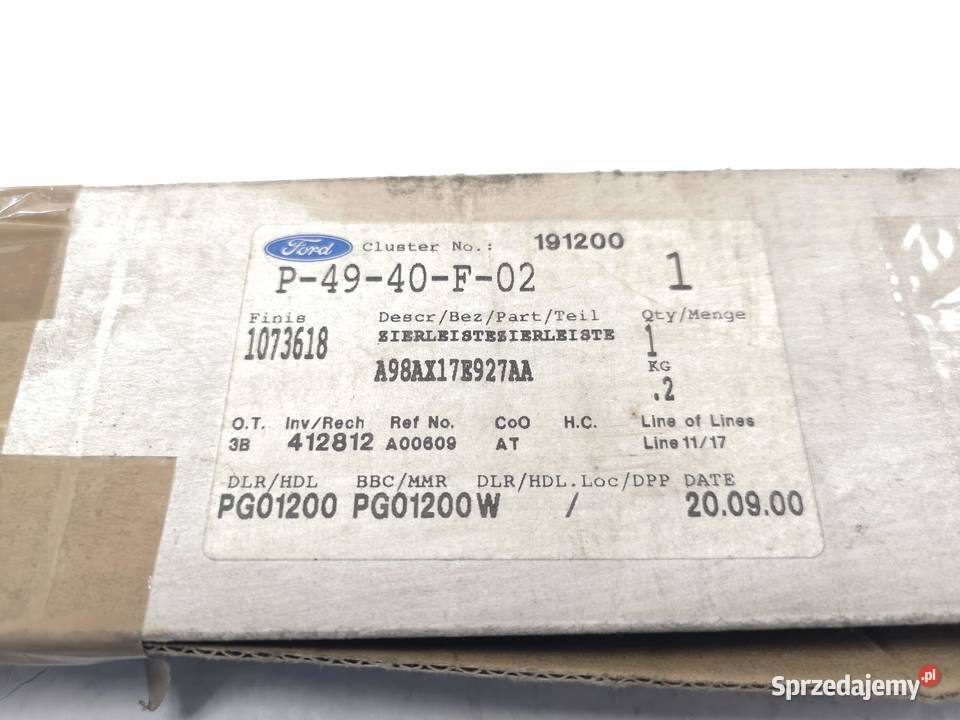 Ford Cluster No.: 191200
P-49-40-F-02 1
Finis Descr/Bez/Part/Teil Qty/Menge
1073618 ZIERLEISTEZIERLEISTE 1
A98AX17E927AA KG
.2
O.T. Inv/Rech Ref No. CoO H.C. Line of Lines
3B 412812 A00609 AT Line 11/17
DLR/HDL BBC/MMR DLR/HDL.Loc/DPP DATE
PG01200 PG01200W / 20.09.00
Sprzedajemy.pl